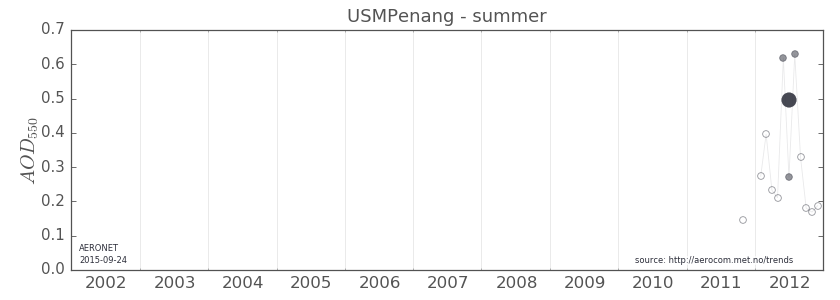 USMPenang - summer
0.7
0.6
0.5
0.4
0.3
0.2
0.1
0.0
AOD550
AERONET
2015-09-24
source: http://aerocom.met.no/trends
2002 2003 2004 2005 2006 2007 2008 2009 2010 2011 2012